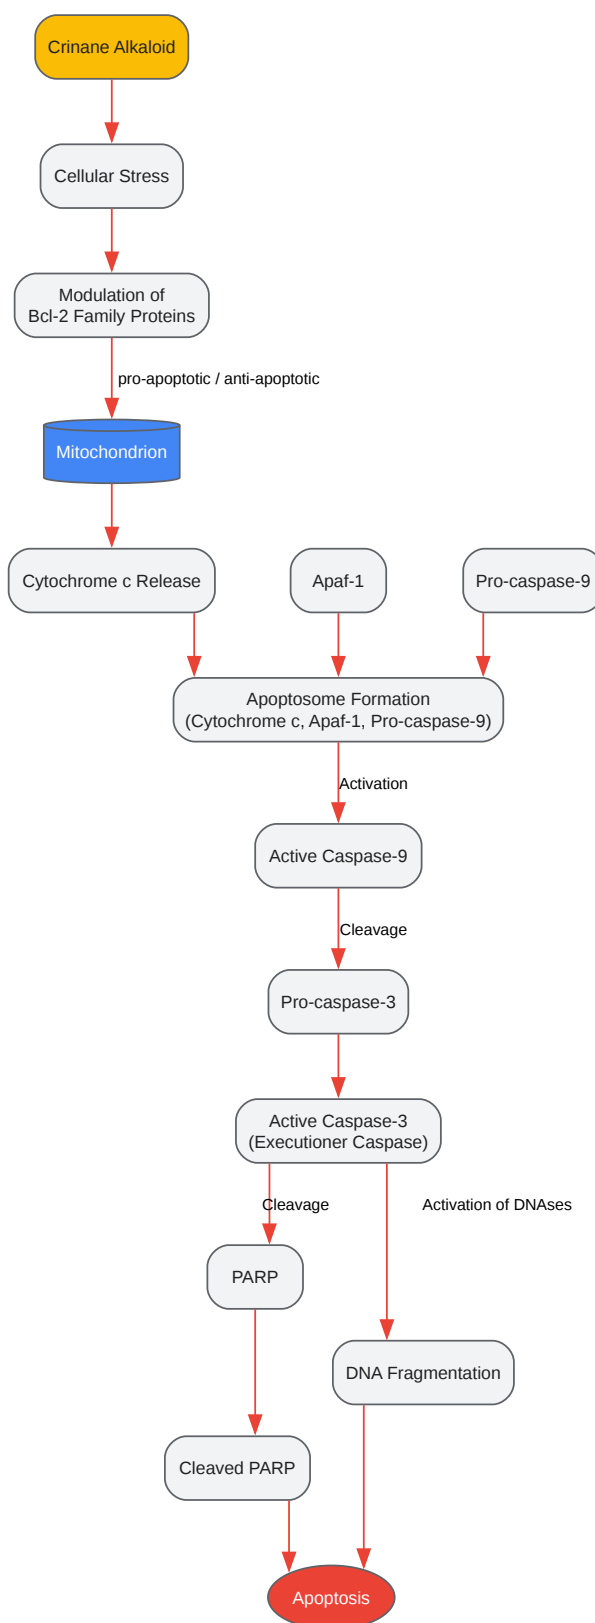 Crinane Alkaloid
Cellular Stress
Modulation of
Bcl-2 Family Proteins
pro-apoptotic / anti-apoptotic
Mitochondrion
Cytochrome c Release
Apaf-1
Pro-caspase-9
Apoptosome Formation
(Cytochrome c, Apaf-1, Pro-caspase-9)
Activation
Active Caspase-9
Cleavage
Pro-caspase-3
Active Caspase-3
(Executioner Caspase)
Cleavage
Activation of DNAses
PARP
DNA Fragmentation
Cleaved PARP
Apoptosis